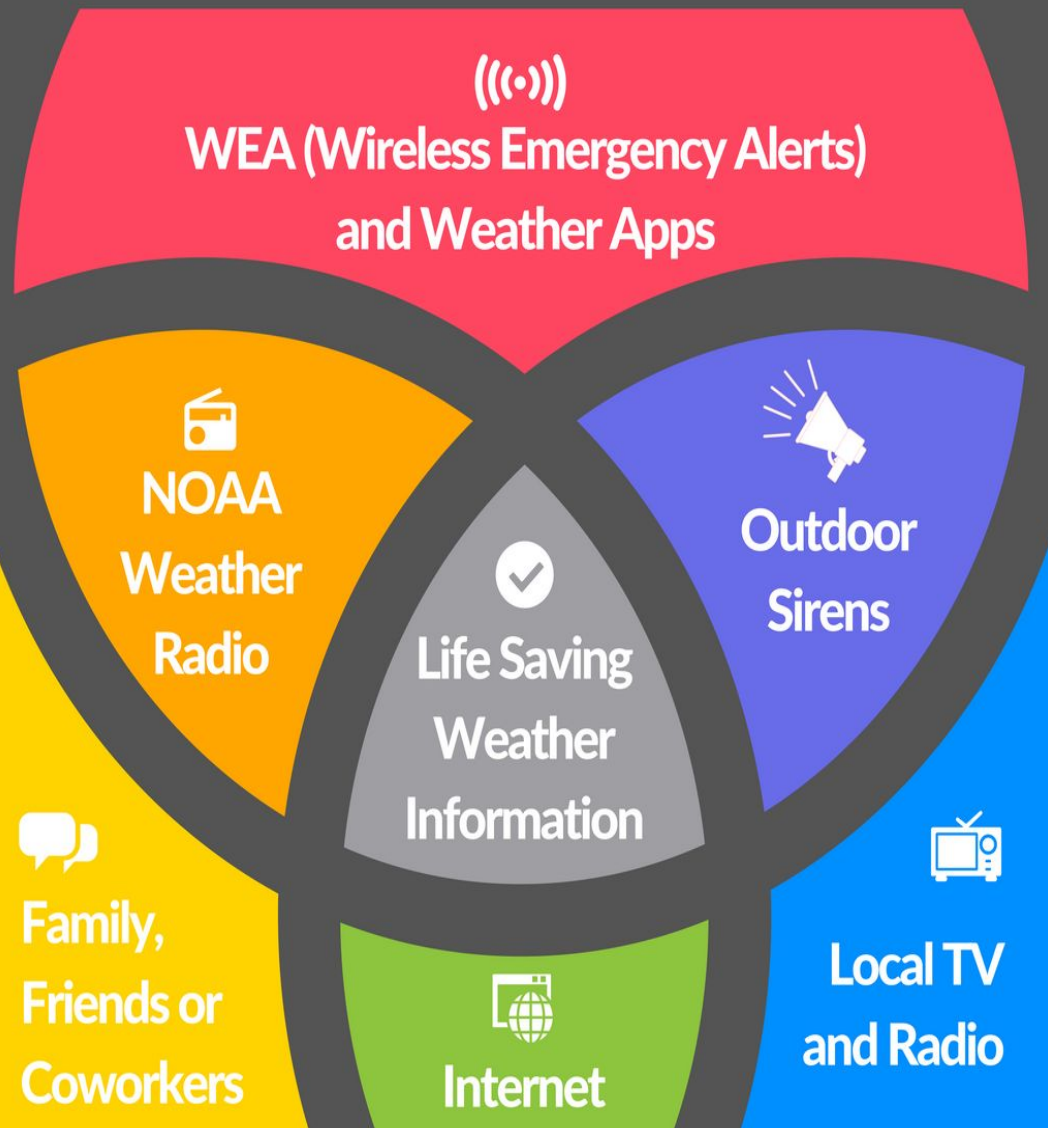 WEA (Wireless Emergency Alerts)
and Weather Apps
NOAA
Weather
Radio
Outdoor
Sirens
Life Saving
Weather
Information
Family,
Friends or
Coworkers
Internet
Local TV
and Radio